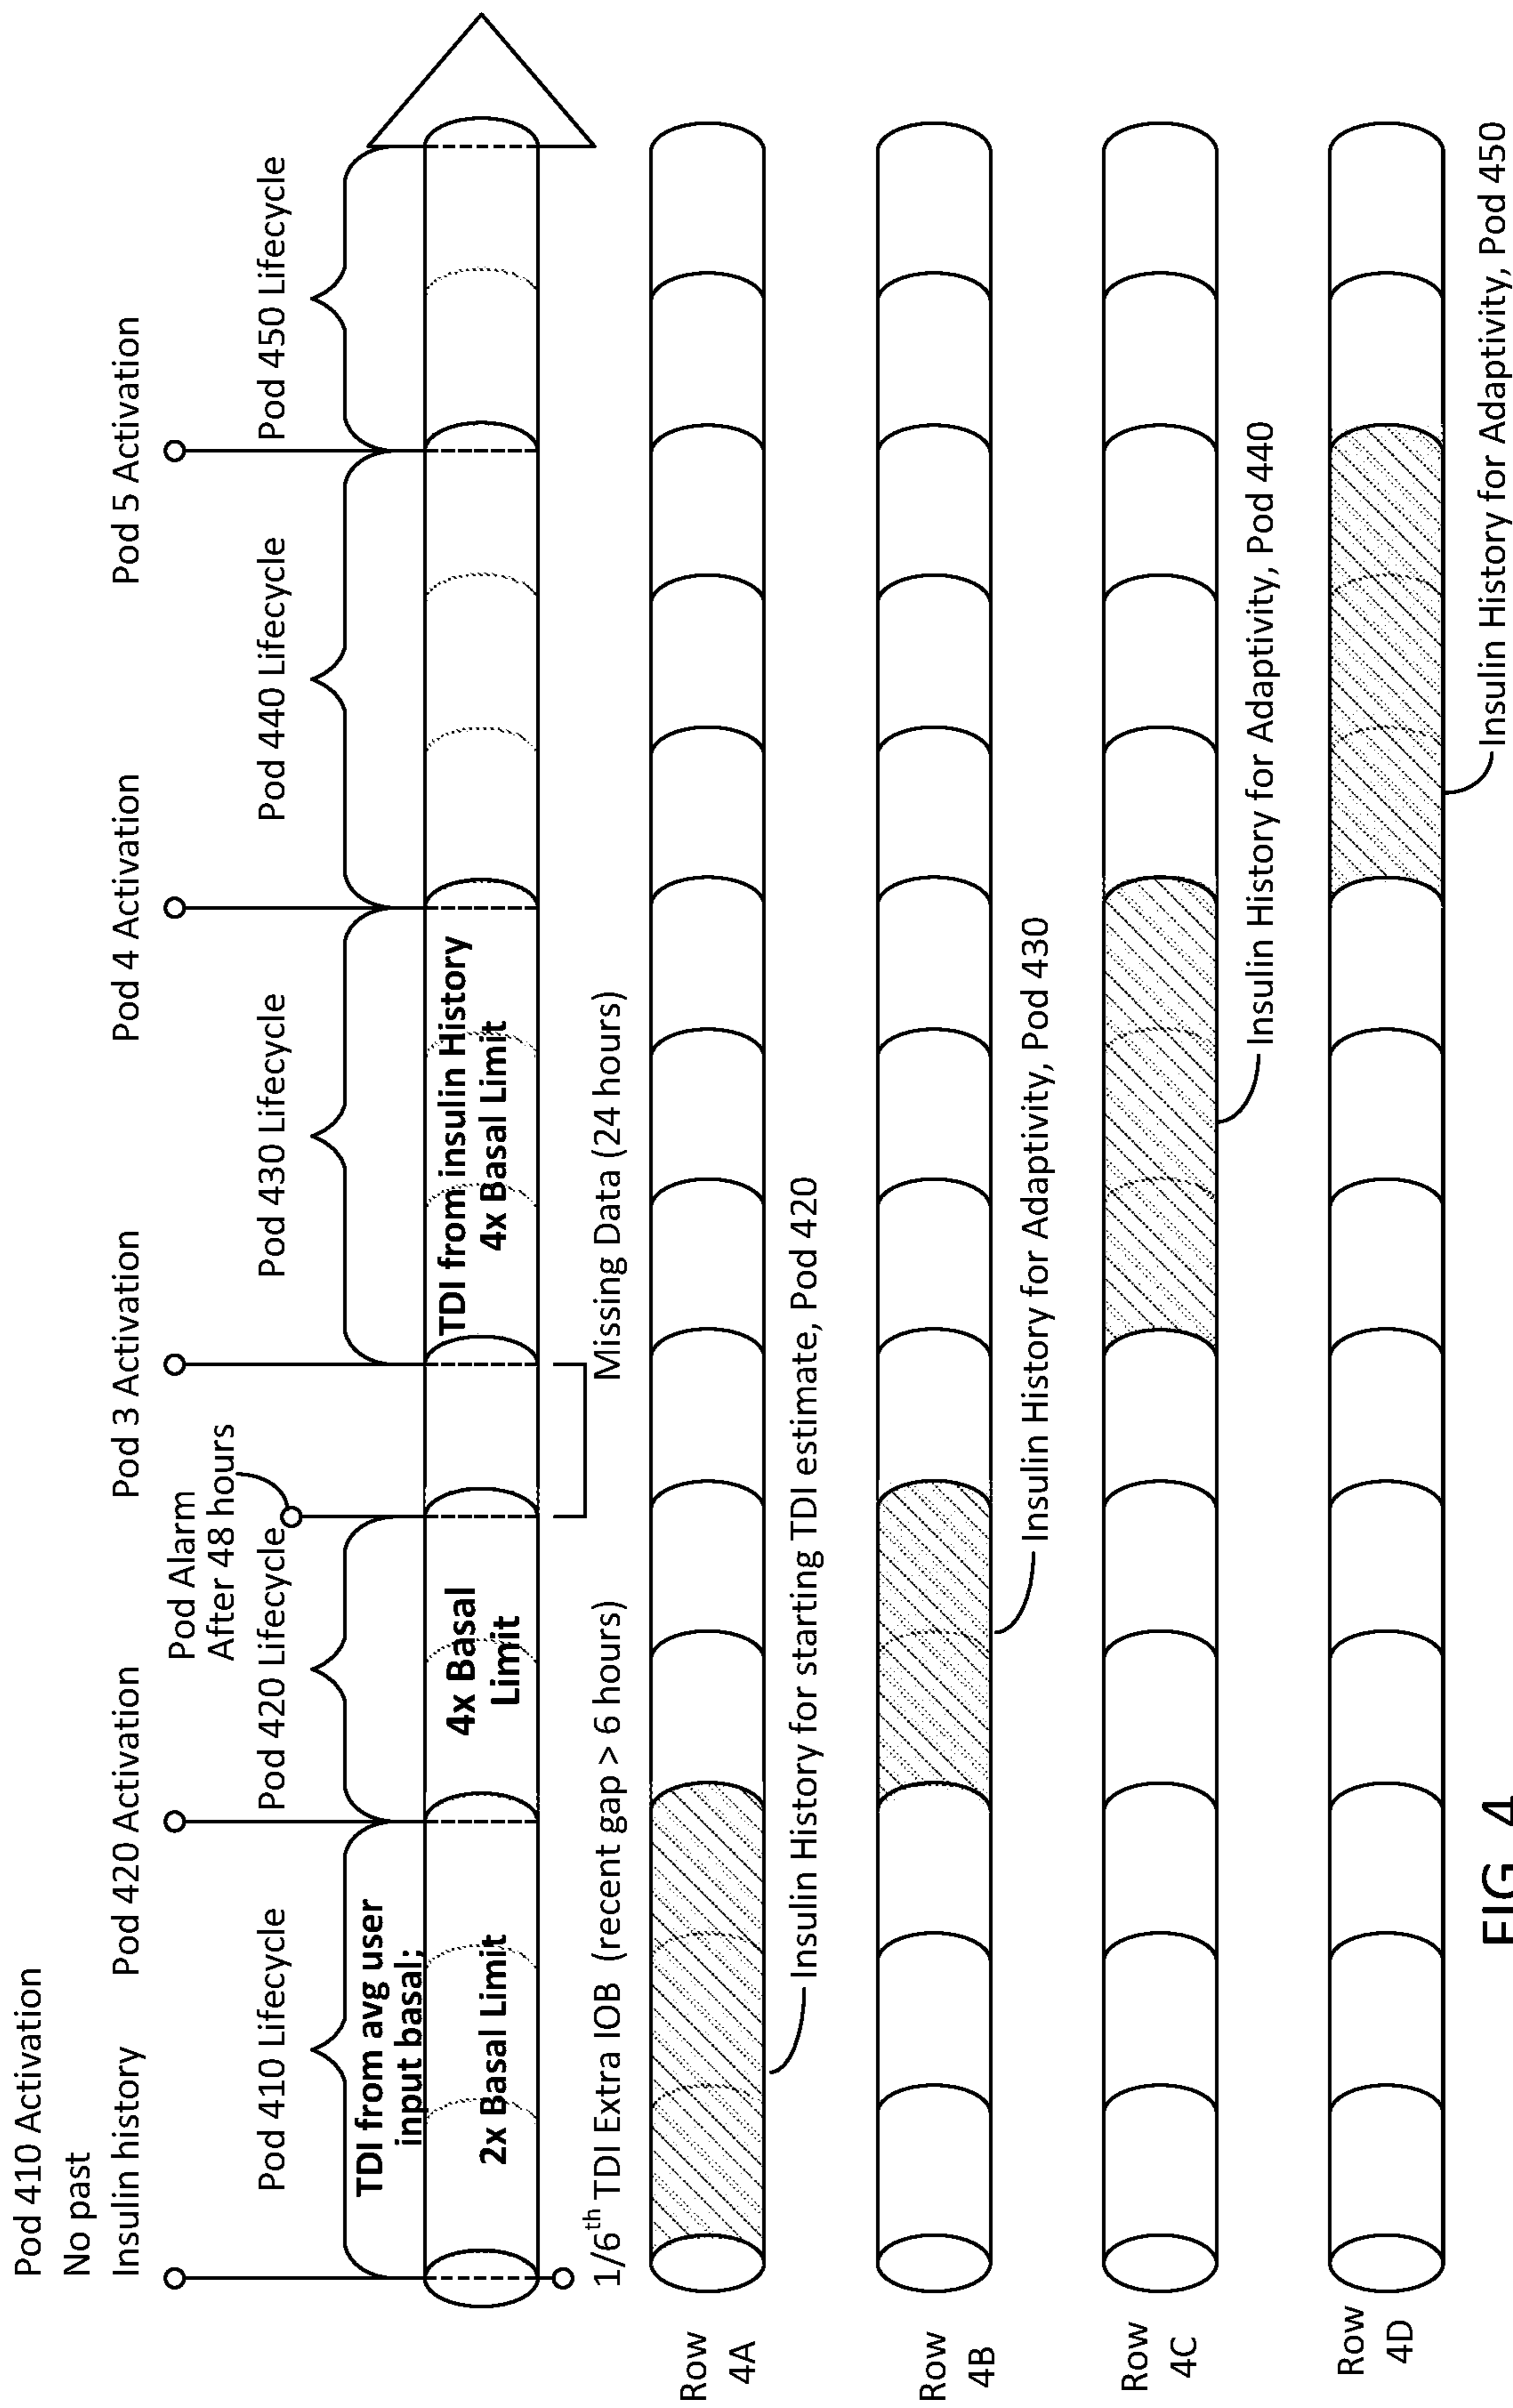 Pod 410 Activation
No past
Insulin history
Pod 420 Activation
Pod 3 Activation
Pod 4 Activation
Pod 5 Activation
Pod Alarm
After 48 hours
Pod 410 Lifecycle
Pod 420 Lifecycle
Pod 430 Lifecycle
Pod 440 Lifecycle
Pod 450 Lifecycle
TDI from avg user
input basal;
2x Basal Limit
4x Basal
Limit
TDI from insulin History
4x Basal Limit
1/6th TDI Extra IOB (recent gap > 6 hours)
Missing Data (24 hours)
Row
4A
Insulin History for starting TDI estimate, Pod 420
Row
4B
Insulin History for Adaptivity, Pod 430
Row
4C
Insulin History for Adaptivity, Pod 440
Row
4D
Insulin History for Adaptivity, Pod 450
FIG. 4